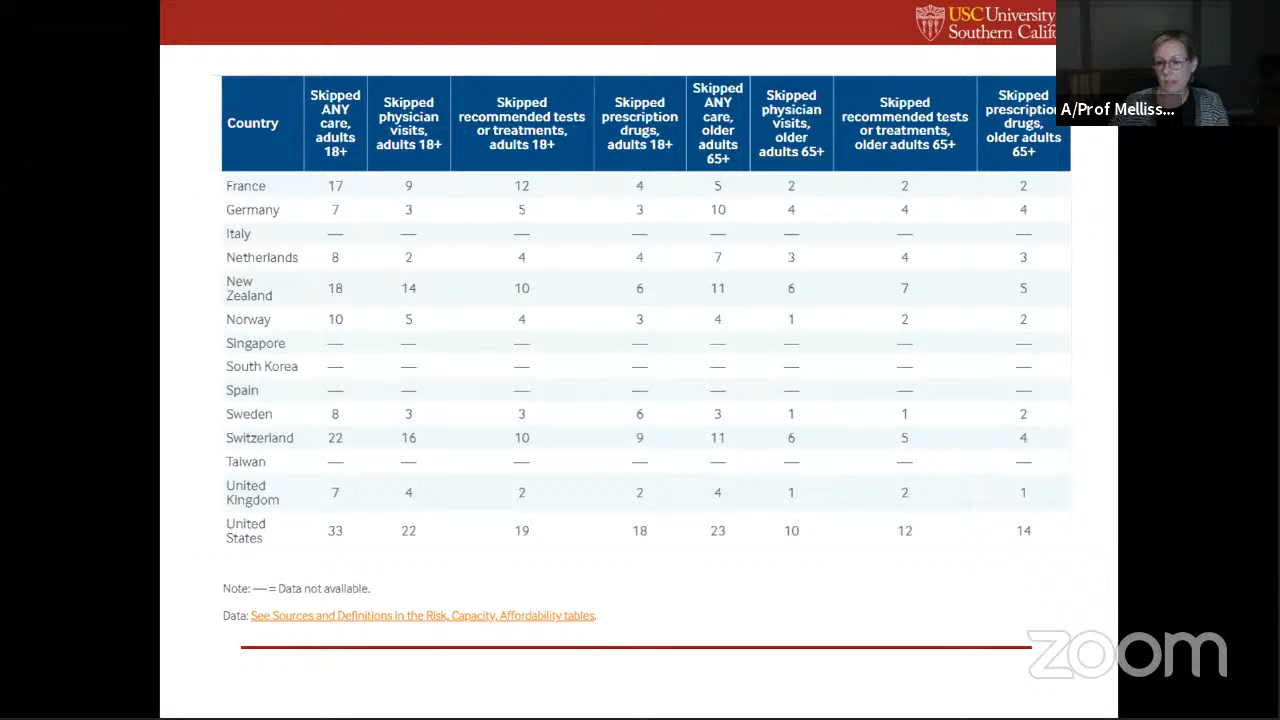 USC University
Southern Calif
A/Prof Melliss...
Country
Skipped ANY care, adults 18+
Skipped physician visits, adults 18+
Skipped recommended tests or treatments, adults 18+
Skipped prescription drugs, adults 18+
Skipped ANY care, older adults 65+
Skipped physician visits, older adults 65+
Skipped recommended tests or treatments, older adults 65+
Skipped prescription drugs, older adults 65+
France 17 9 12 4 5 2 2 2
Germany 7 3 5 3 10 4 4 4
Italy — — — — — — — —
Netherlands 8 2 4 4 7 3 4 3
New Zealand 18 14 10 6 11 6 7 5
Norway 10 5 4 3 4 1 2 2
Singapore — — — — — — — —
South Korea — — — — — — — —
Spain — — — — — — — —
Sweden 8 3 3 6 3 1 1 2
Switzerland 22 16 10 9 11 6 5 4
Taiwan — — — — — — — —
United Kingdom 7 4 2 2 4 1 2 1
United States 33 22 19 18 23 10 12 14
Note: — = Data not available.
Data: See Sources and Definitions in the Risk, Capacity, Affordability tables.
zoom